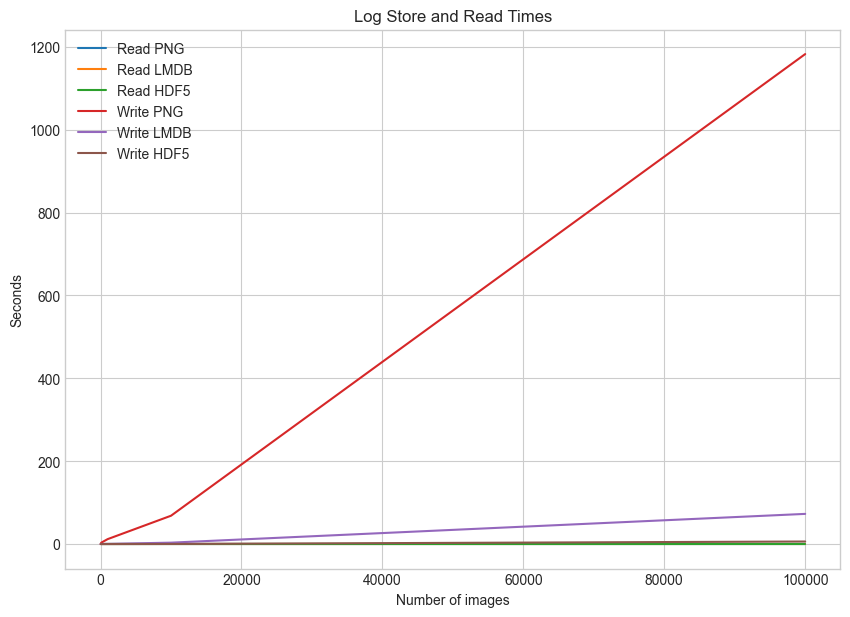 Log Store and Read Times
1200
1000
800
600
400
200
0
Seconds
Read PNG
Read LMDB
Read HDF5
Write PNG
Write LMDB
Write HDF5
0 20000 40000 60000 80000 100000
Number of images